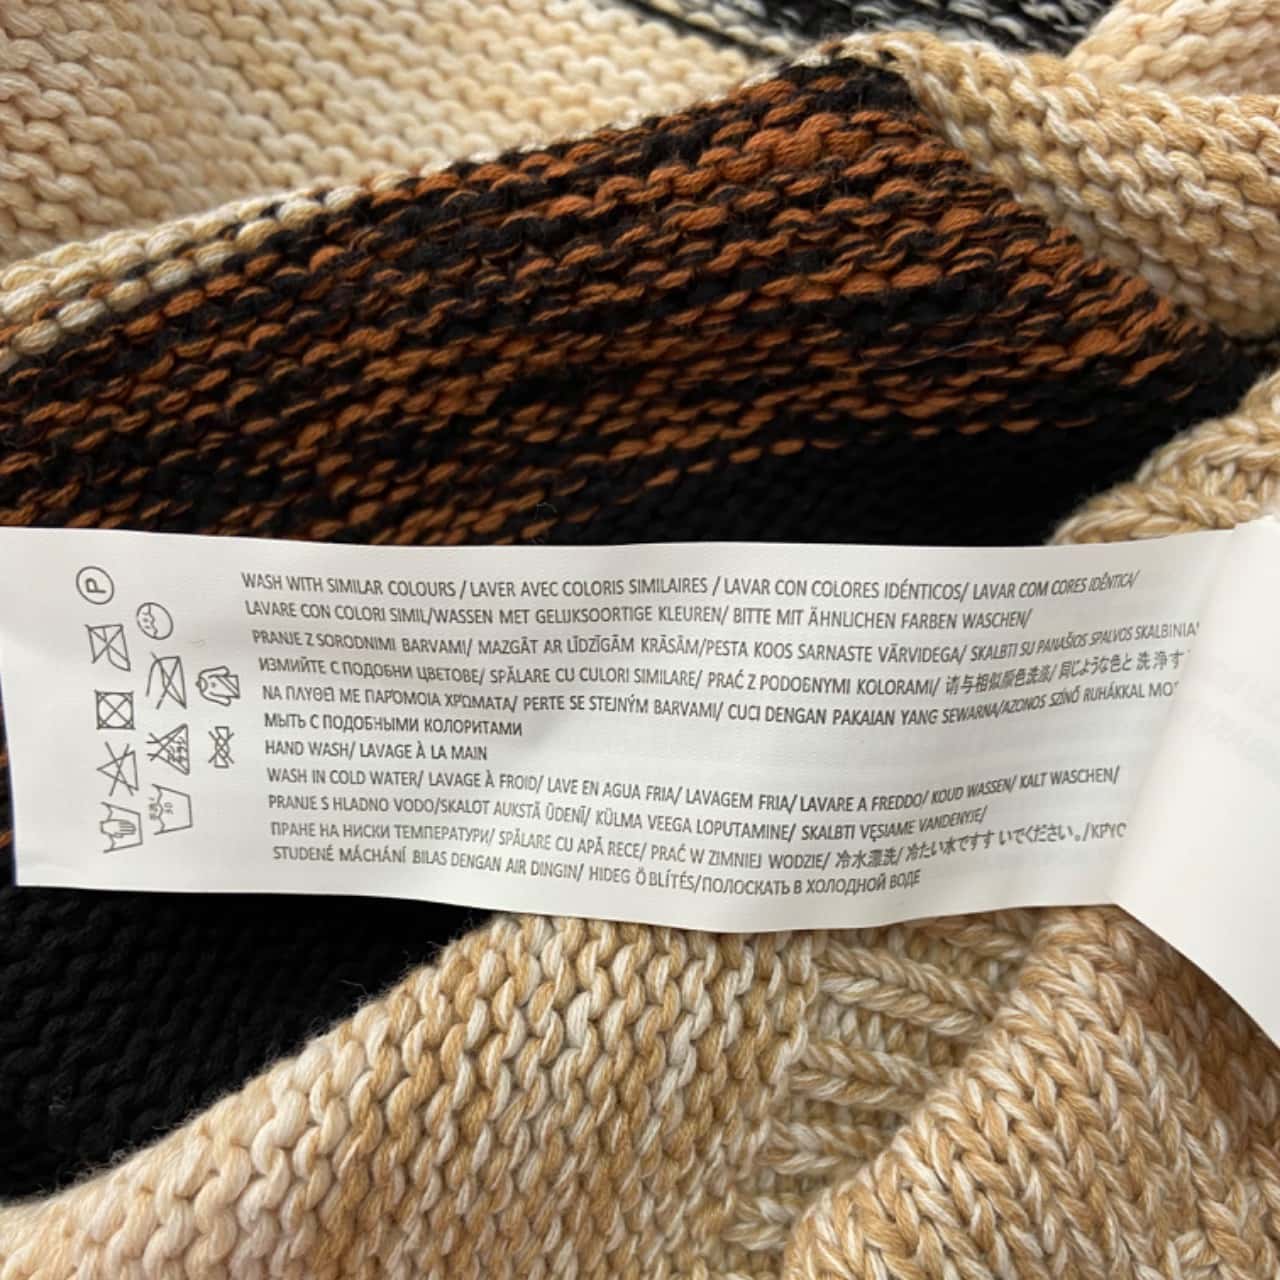 WASH WITH SIMILAR COLOURS / LAVER AVEC COLORIS SIMILAIRES / LAVAR CON COLORES IDÉNTICOS/ LAVAR COM CORES IDÊNTICA/
LAVARE CON COLORI SIMIL/WASSEN MET GELIJKSOORTIGE KLEUREN/ BITTE MIT ÄHNLICHEN FARBEN WASCHEN/
PRANJE Z SORODNIMI BARVAMI/ MAZGĀT AR LĪDZĪGĀM KRĀSĀM/PESTA KOOS SARNASTE VÄRVIDEGA/ SKALBTI SU PANAŠIOS SPALVOS SKALBINIA
ИЗМИЙТЕ С ПОДОБНИ ЦВЕТОВЕ/ SPĂLARE CU CULORI SIMILARE/ PRAĆ Z PODOBNYMI KOLORAMI/ 请与相似颜色洗涤/ 同じような色と 洗 浄 す
ΝΑ ΠΛΥΘΕΙ ΜΕ ΠΑΡΌΜΟΙΑ ΧΡΏΜΑΤΑ/ PERTE SE STEJNÝM BARVAMI/ CUCI DENGAN PAKAIAN YANG SEWARNA/AZONOS SZÍNŰ RUHÁKKAL MO
МЫТЬ С ПОДОБНЫМИ КОЛОРИТАМИ
HAND WASH/ LAVAGE À LA MAIN
WASH IN COLD WATER/ LAVAGE À FROID/ LAVE EN AGUA FRIA/ LAVAGEM FRIA/ LAVARE A FREDDO/ KOUD WASSEN/ KALT WASCHEN/
PRANJE S HLADNO VODO/SKALOT AUKSTĀ ŪDENĪ/ KÜLMA VEEGA LOPUTAMINE/ SKALBTI VĘSIAME VANDENYJE/
ПРАНЕ НА НИСКИ ТЕМПЕРАТУРИ/ SPĂLARE CU APĂ RECE/ PRAĆ W ZIMNIEJ WODZIE/ 冷水漂洗/ 冷たい水ですす いでください。/ΚΡΥΟ
STUDENÉ MÁCHÁNÍ BILAS DENGAN AIR DINGIN/ HIDEG Ö BLÍTÉS/ПОЛОСКАТЬ В ХОЛОДНОЙ ВОДЕ
P
30